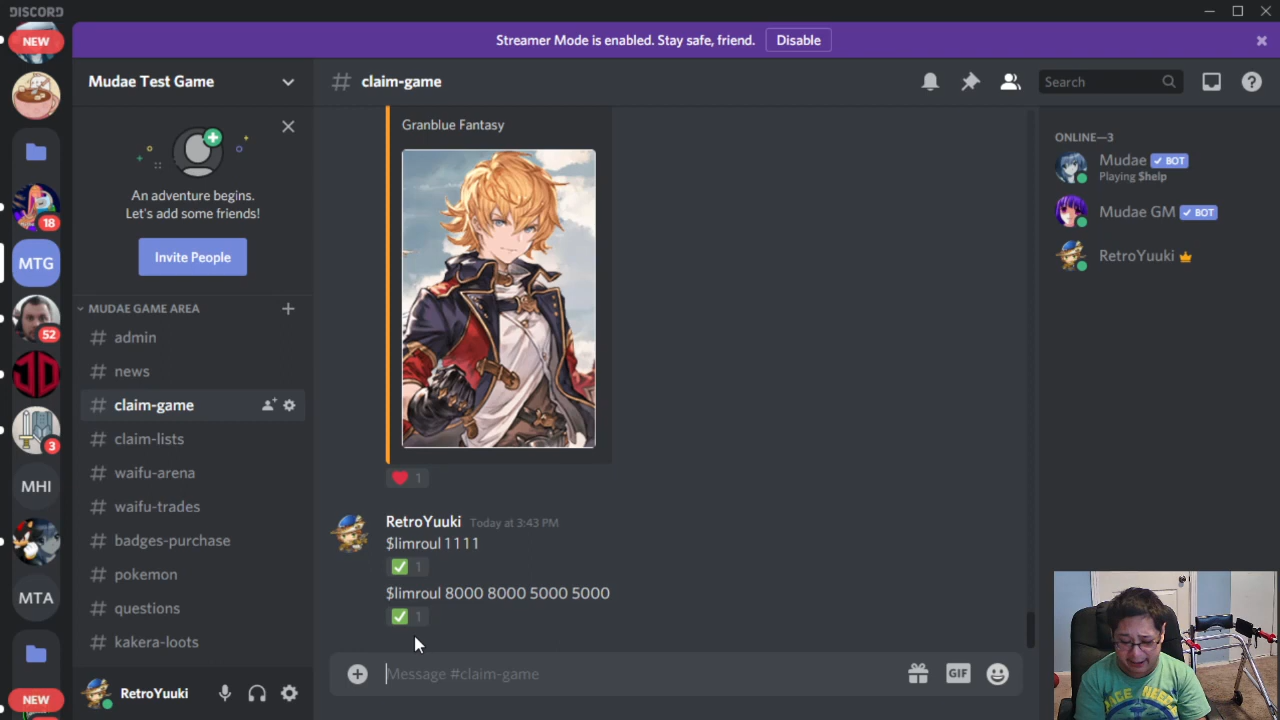 DISCORD
Streamer Mode is enabled. Stay safe, friend.
Disable
NEW
18
MTG
52
3
MHI
MTA
NEW
Mudae Test Game
An adventure begins.
Let's add some friends!
Invite People
MUDAE GAME AREA
# admin
# news
# claim-game
# claim-lists
# waifu-arena
# waifu-trades
# badges-purchase
# pokemon
# questions
# kakera-loots
RetroYuuki
# claim-game
Search
Granblue Fantasy
1
RetroYuuki Today at 3:43 PM
$limroul 1 1 1 1
1
$limroul 8000 8000 5000 5000
1
Message #claim-game
GIF
ONLINE—3
Mudae BOT
Playing $help
Mudae GM BOT
RetroYuuki